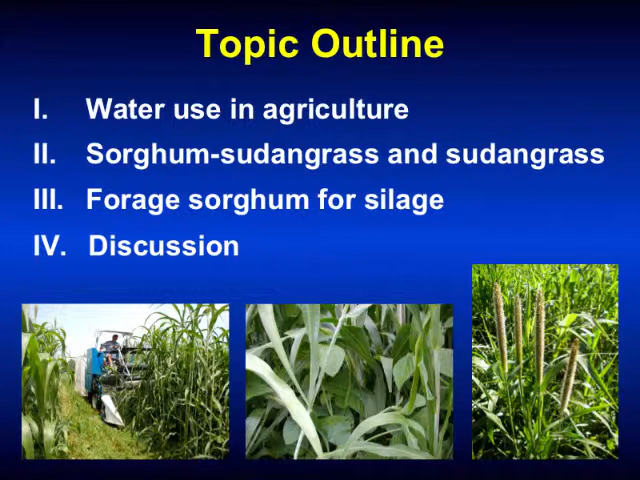 Topic Outline
I. Water use in agriculture
II. Sorghum-sudangrass and sudangrass
III. Forage sorghum for silage
IV. Discussion